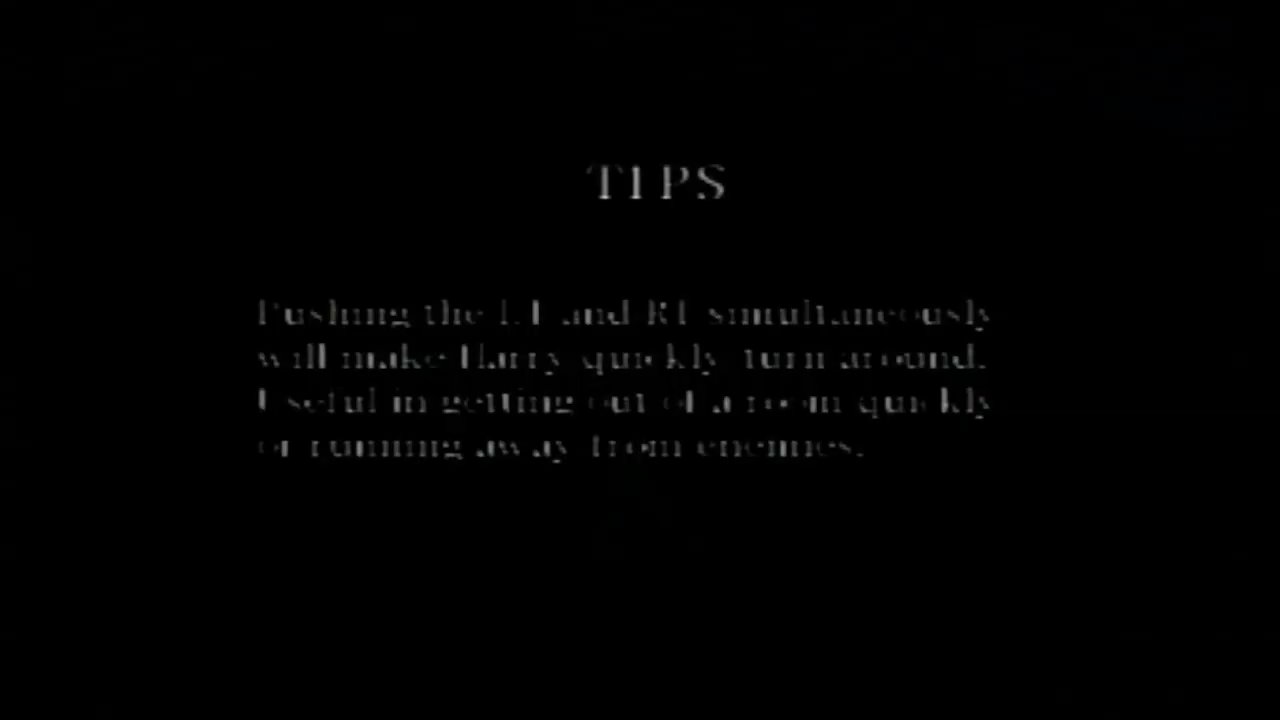 TIPS
Pushing the L1 and R1 simultaneously
will make Harry quickly turn around.
Useful in getting out of a room quickly
or running away from enemies.